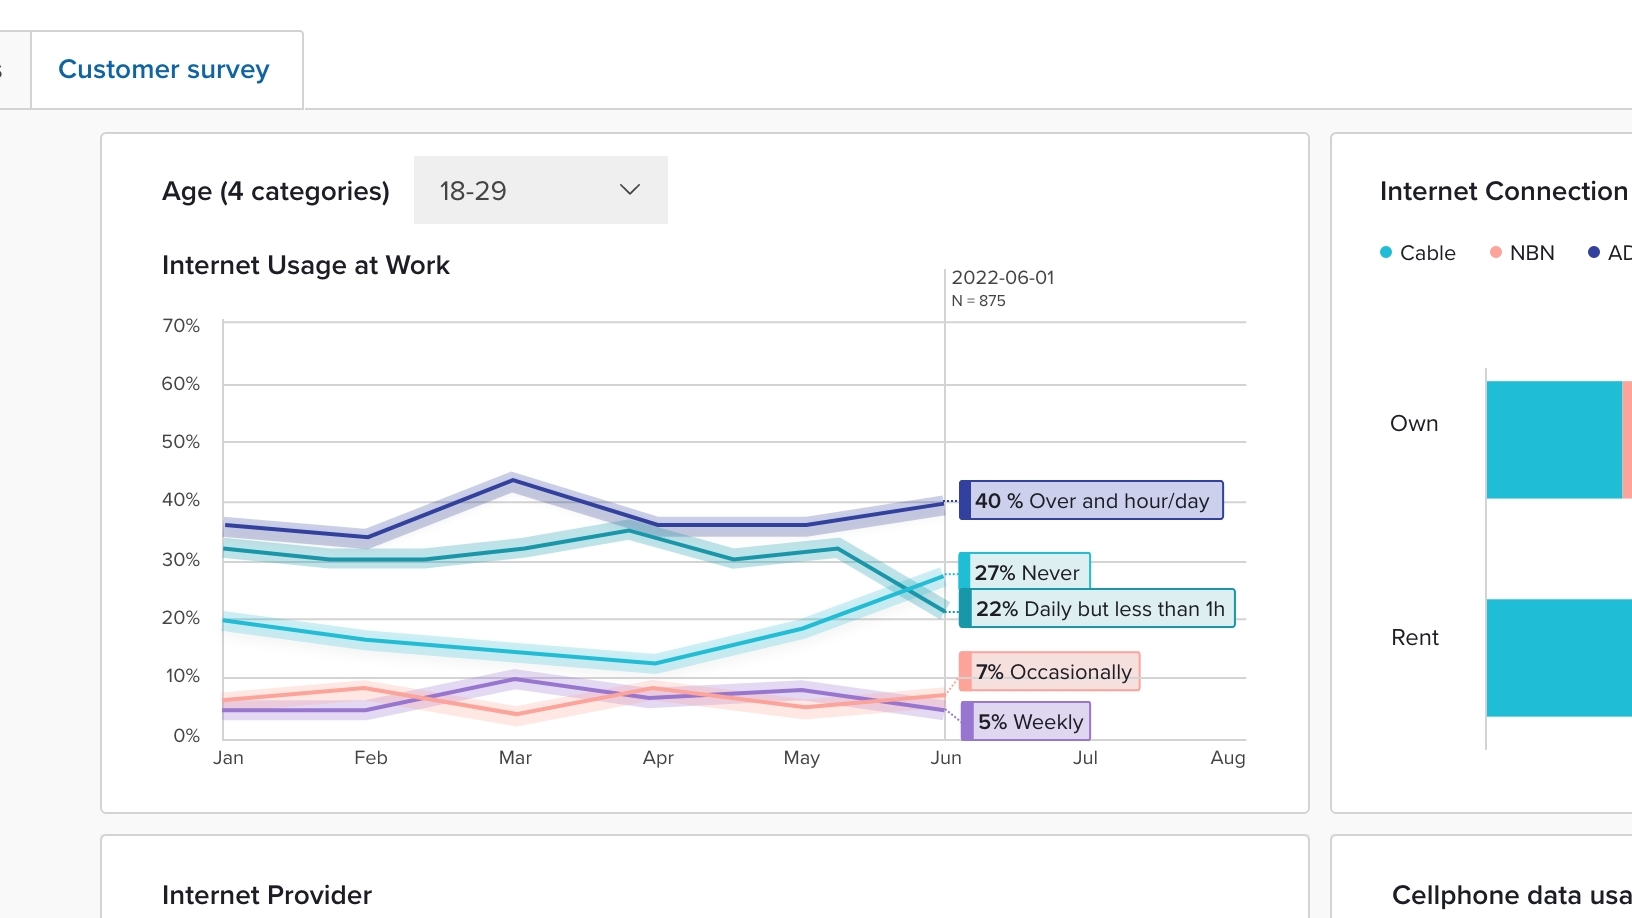 s
Customer survey
Age (4 categories)
18-29
Internet Usage at Work
2022-06-01
N = 875
70%
60%
50%
40%
30%
20%
10%
0%
40 % Over and hour/day
27% Never
22% Daily but less than 1h
7% Occasionally
5% Weekly
Jan Feb Mar Apr May Jun Jul Aug
Internet Connection
Cable NBN AD
Own
Rent
Internet Provider
Cellphone data usa